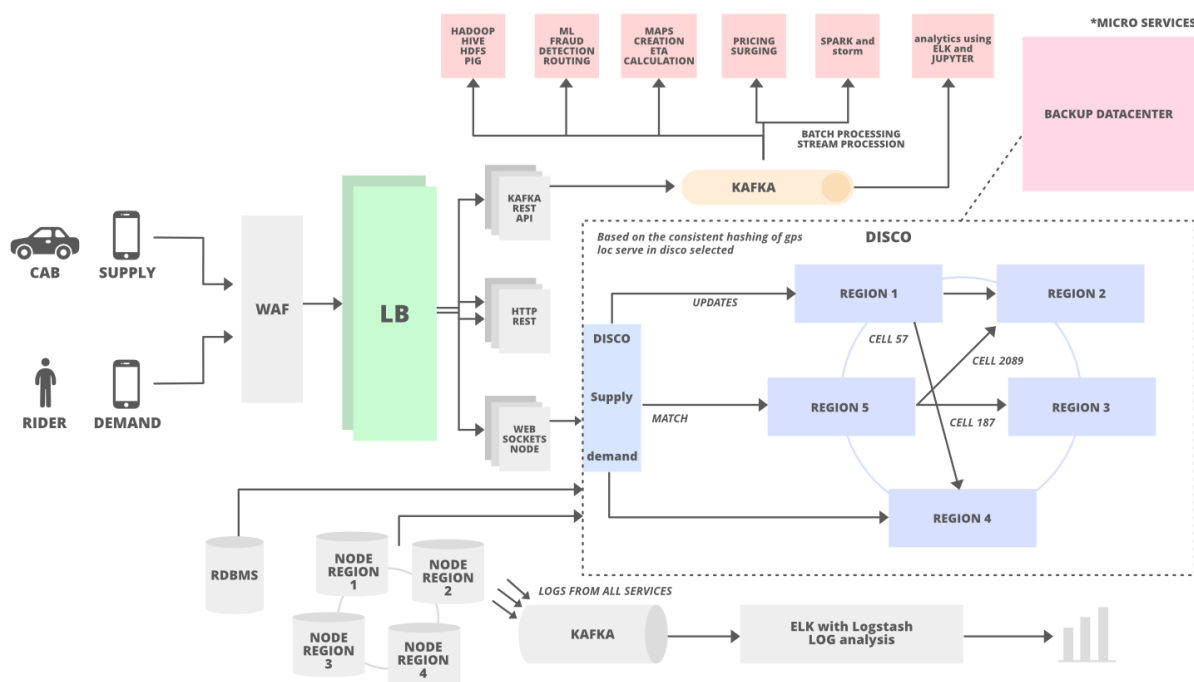 *MICRO SERVICES
HADOOP
HIVE
HDFS
PIG
ML
FRAUD
DETECTION
ROUTING
MAPS
CREATION
ETA
CALCULATION
PRICING
SURGING
SPARK and
storm
analytics using
ELK and
JUPYTER
BACKUP DATACENTER
BATCH PROCESSING
STREAM PROCESSION
KAFKA
REST
API
KAFKA
CAB
SUPPLY
WAF
LB
HTTP
REST
RIDER
DEMAND
WEB
SOCKETS
NODE
Based on the consistent hashing of gps
loc serve in disco selected
DISCO
UPDATES
REGION 1
REGION 2
DISCO
Supply
demand
CELL 57
CELL 2089
MATCH
REGION 5
REGION 3
CELL 187
REGION 4
RDBMS
NODE
REGION
1
NODE
REGION
2
NODE
REGION
3
NODE
REGION
4
LOGS FROM ALL SERVICES
KAFKA
ELK with Logstash
LOG analysis